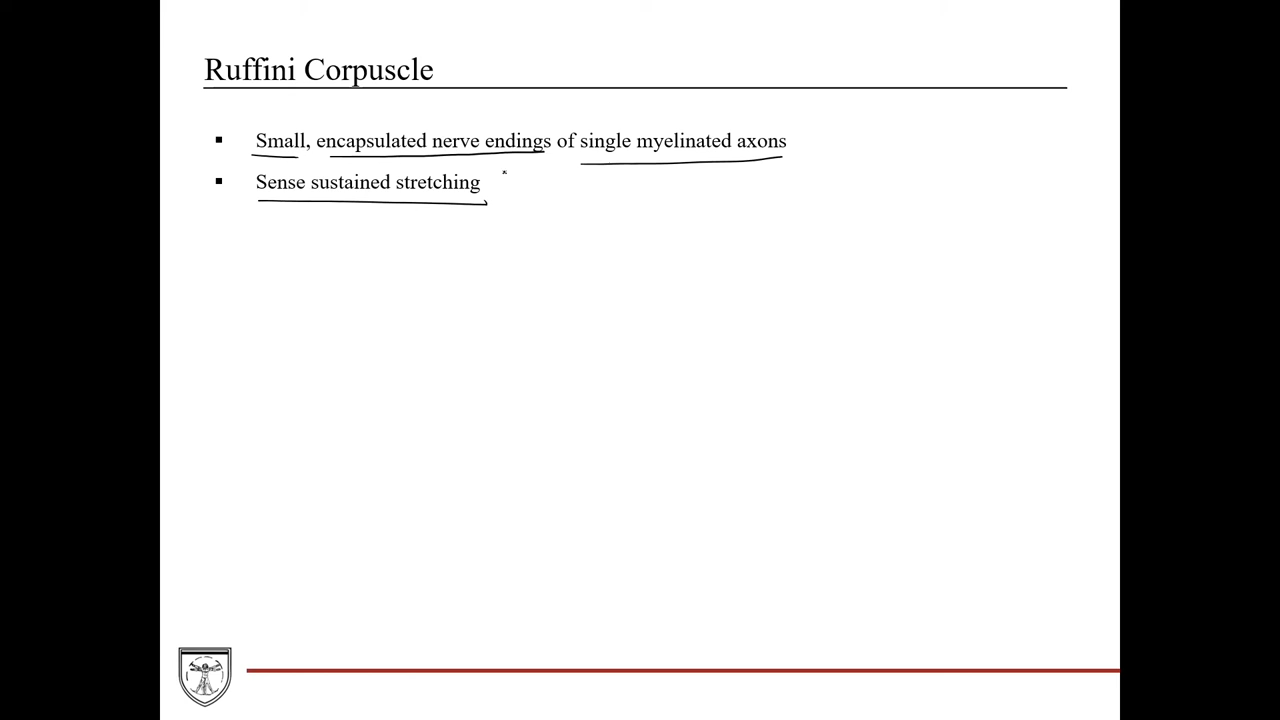 Ruffini Corpuscle
▪ Small, encapsulated nerve endings of single myelinated axons
▪ Sense sustained stretching